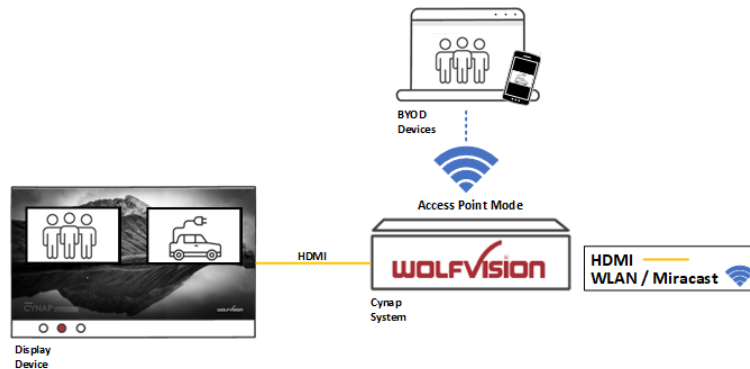 BYOD
Devices
Access Point Mode
HDMI
WOLFVISION
HDMI
WLAN / Miracast
CYNAP
WOLFVISION
Cynap
System
Display
Device